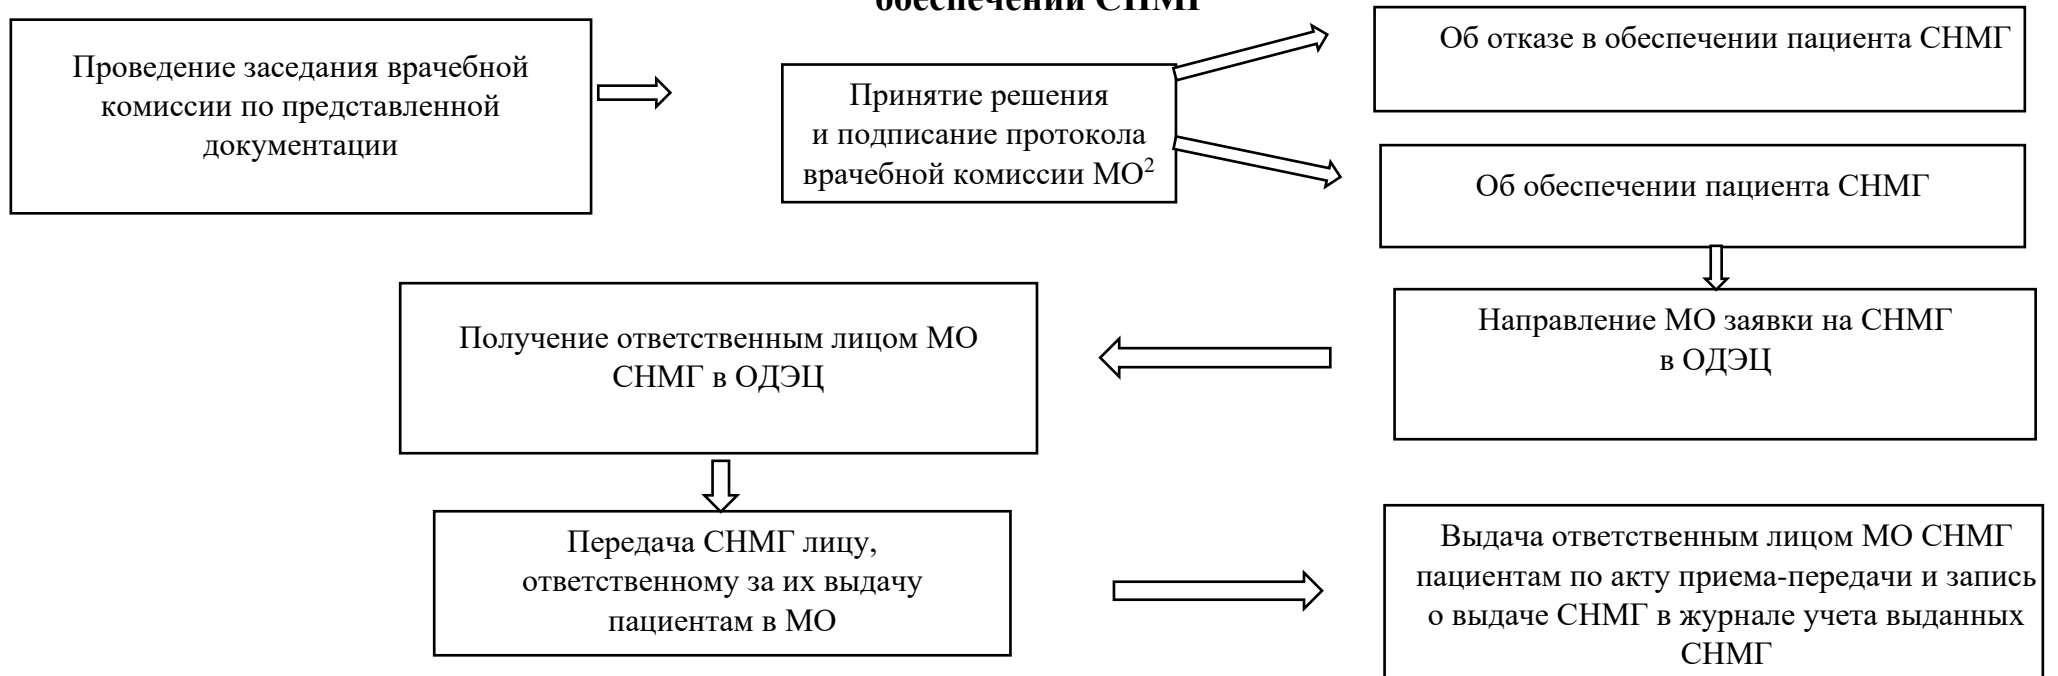 обеспечении СНМГ
Проведение заседания врачебной
комиссии по представленной
документации
Принятие решения
и подписание протокола
врачебной комиссии МО²
Об отказе в обеспечении пациента СНМГ
Об обеспечении пациента СНМГ
Направление МО заявки на СНМГ
в ОДЭЦ
Получение ответственным лицом МО
СНМГ в ОДЭЦ
Передача СНМГ лицу,
ответственному за их выдачу
пациентам в МО
Выдача ответственным лицом МО СНМГ
пациентам по акту приема-передачи и запись
о выдаче СНМГ в журнале учета выданных
СНМГ